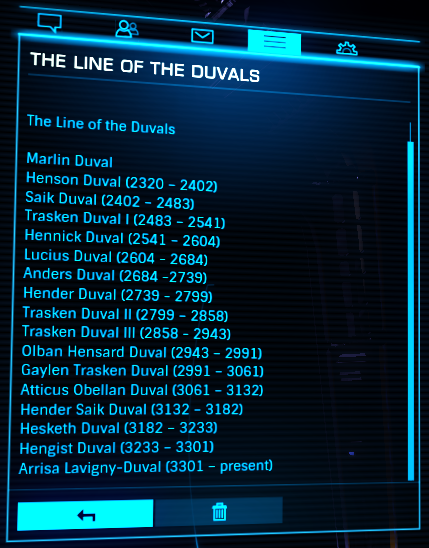 THE LINE OF THE DUVALS
The Line of the Duvals
Marlin Duval
Henson Duval (2320 - 2402)
Saik Duval (2402 - 2483)
Trasken Duval I (2483 - 2541)
Hennick Duval (2541 - 2604)
Lucius Duval (2604 - 2684)
Anders Duval (2684 -2739)
Hender Duval (2739 - 2799)
Trasken Duval II (2799 - 2858)
Trasken Duval III (2858 - 2943)
Olban Hensard Duval (2943 - 2991)
Gaylen Trasken Duval (2991 - 3061)
Atticus Obellan Duval (3061 - 3132)
Hender Saik Duval (3132 - 3182)
Hesketh Duval (3182 - 3233)
Hengist Duval (3233 - 3301)
Arrisa Lavigny-Duval (3301 - present)